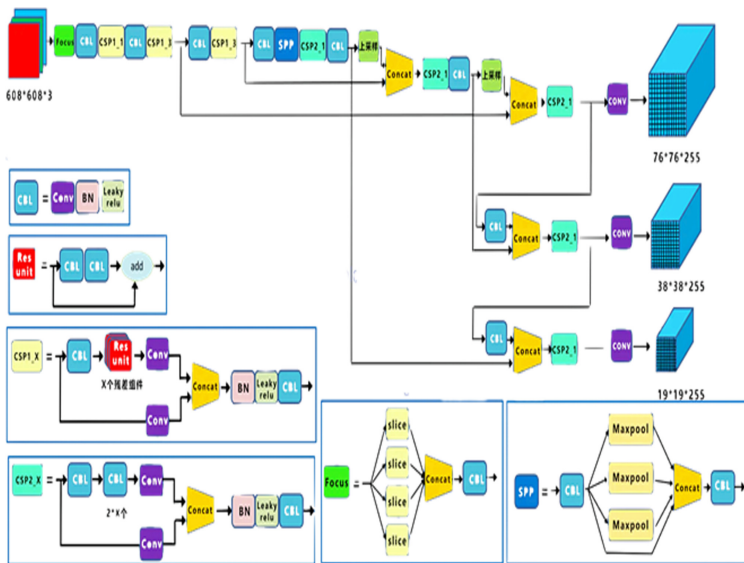 Focus CBL CSP1_1 CBL CSP1_3 CBL CSP1_3 CBL SPP CSP2_1 CBL 上采样
Concat CSP2_1 CBL 上采样
Concat CSP2_1 CONV
608*608*3
76*76*255
CBL = Conv BN Leaky relu
CBL Concat CSP2_1 CONV
38*38*255
Res unit = CBL CBL add
CBL Concat CSP2_1 CONV
19*19*255
CSP1_X = CBL Res unit Conv
X个残差组件
Conv
Concat BN Leaky relu CBL
CSP2_X = CBL CBL Conv
2*X个
Conv
Concat BN Leaky relu CBL
Focus =
slice
slice
slice
slice
Concat CBL
SPP = CBL
Maxpool
Maxpool
Maxpool
Concat CBL